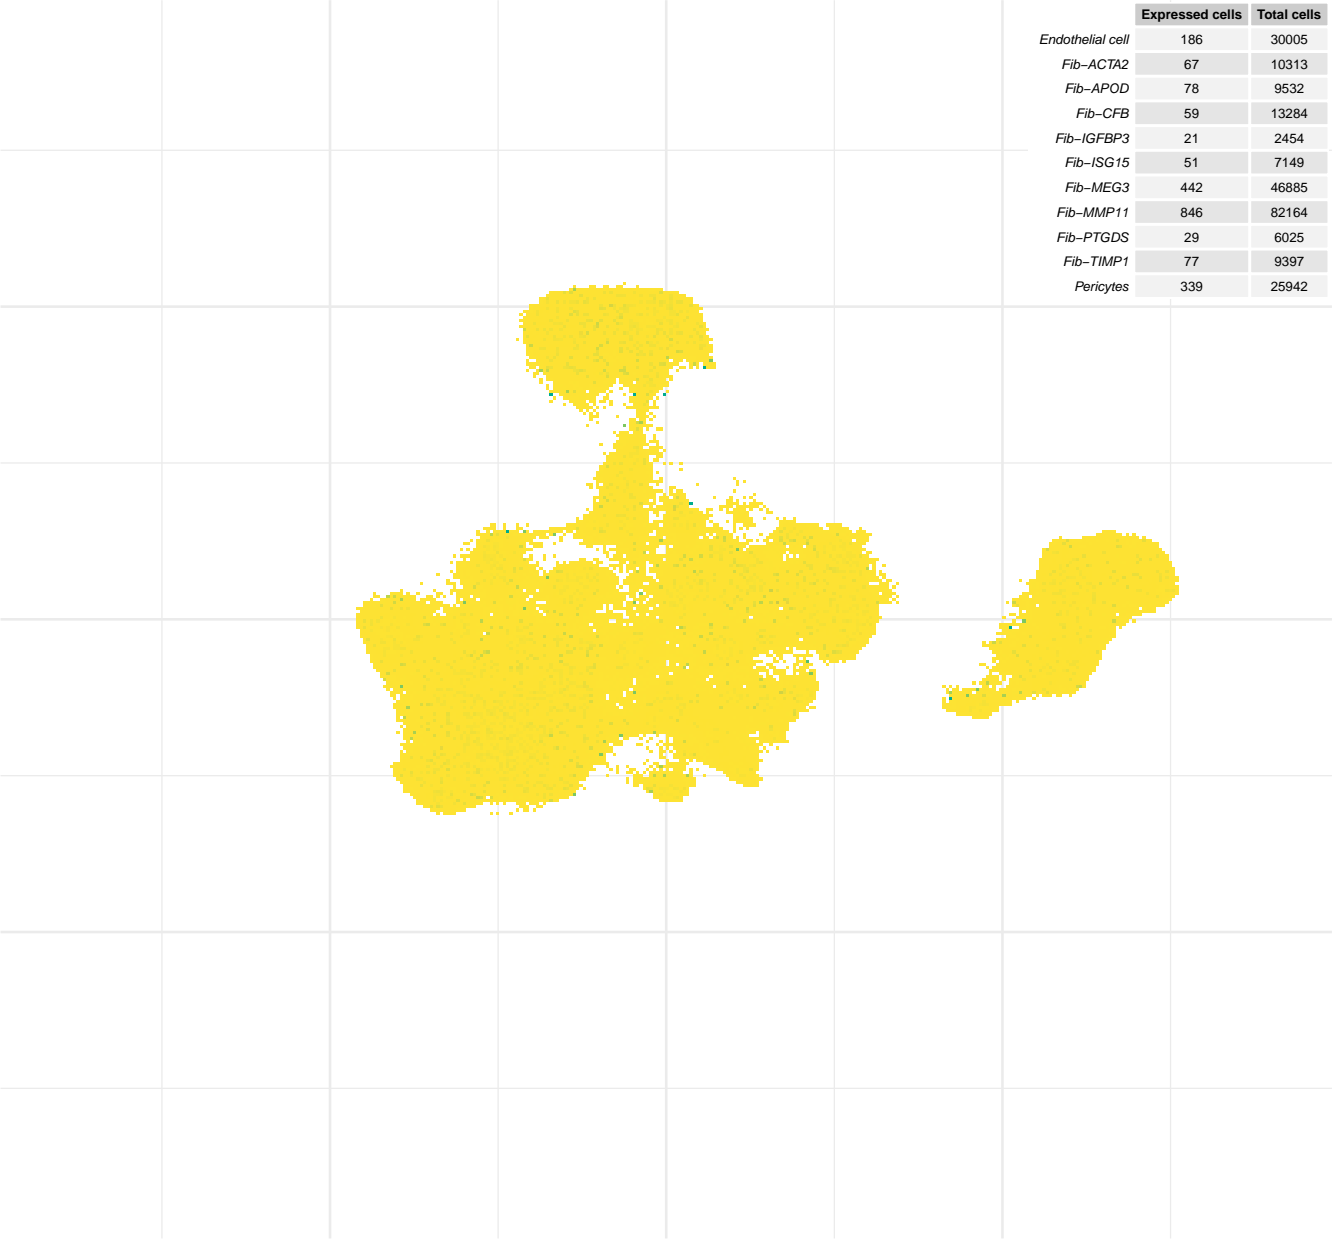 Expressed cells Total cells
Endothelial cell 186 30005
Fib−ACTA2 67 10313
Fib−APOD 78 9532
Fib−CFB 59 13284
Fib−IGFBP3 21 2454
Fib−ISG15 51 7149
Fib−MEG3 442 46885
Fib−MMP11 846 82164
Fib−PTGDS 29 6025
Fib−TIMP1 77 9397
Pericytes 339 25942